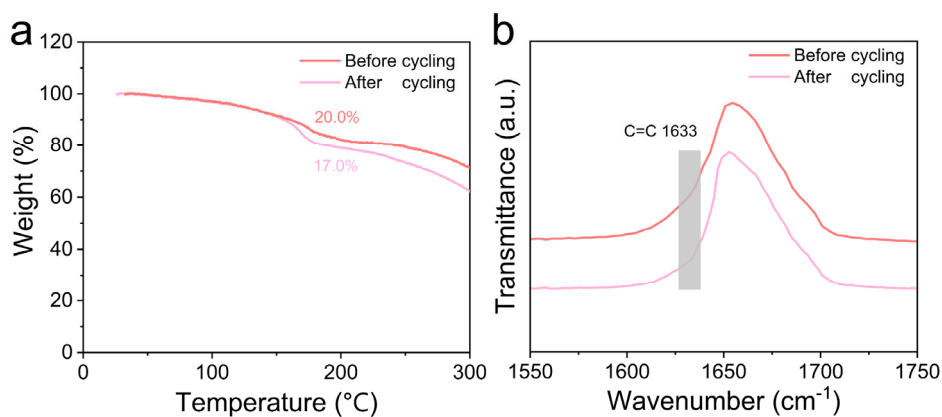 a
120
100
80
60
40
20
0
Weight (%)
Before cycling
After cycling
20.0%
17.0%
0 100 200 300
Temperature (°C)
b
Before cycling
After cycling
C=C 1633
Transmittance (a.u.)
1550 1600 1650 1700 1750
Wavenumber (cm⁻¹)